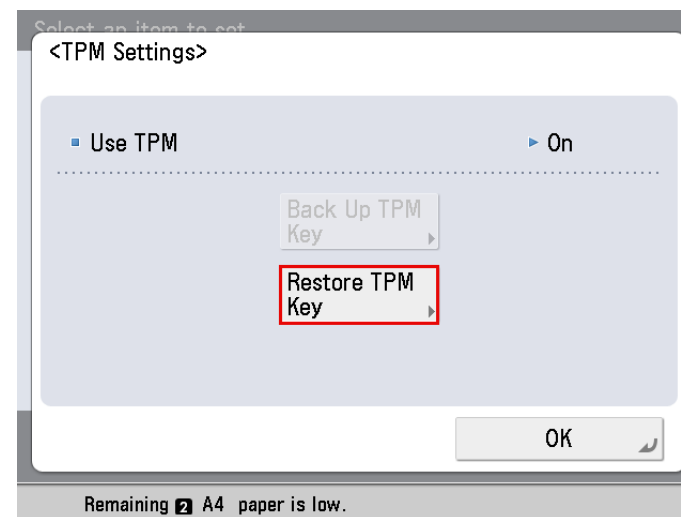 Select an item to set.
<TPM Settings>
Use TPM
On
Back Up TPM
Key
Restore TPM
Key
OK
Remaining 2 A4 paper is low.